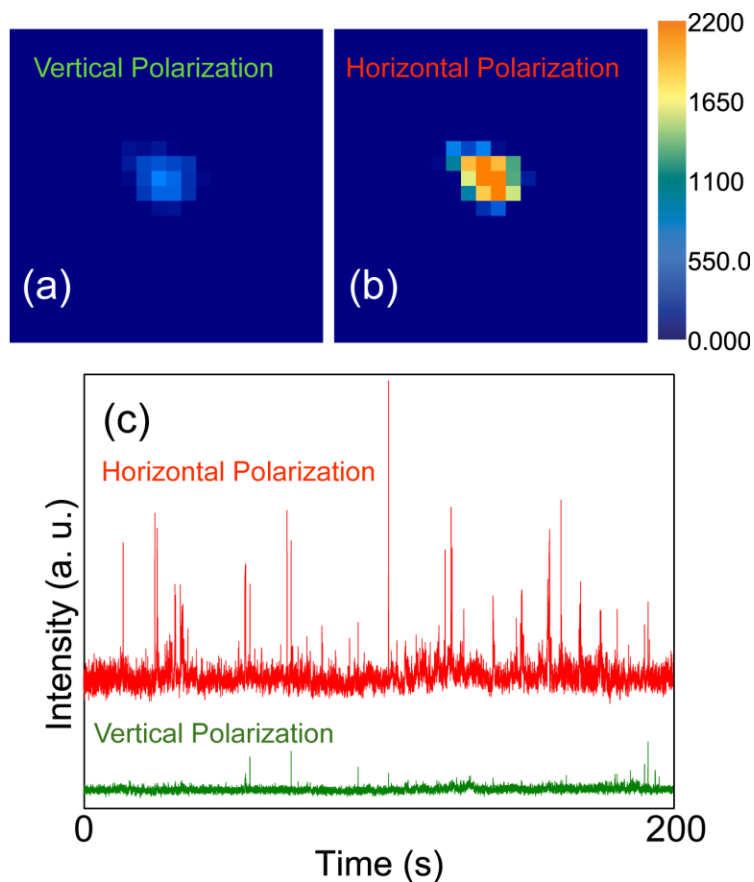 Vertical Polarization
(a)
Horizontal Polarization
(b)
2200
1650
1100
550.0
0.000
(c)
Horizontal Polarization
Vertical Polarization
Intensity (a. u.)
0
200
Time (s)